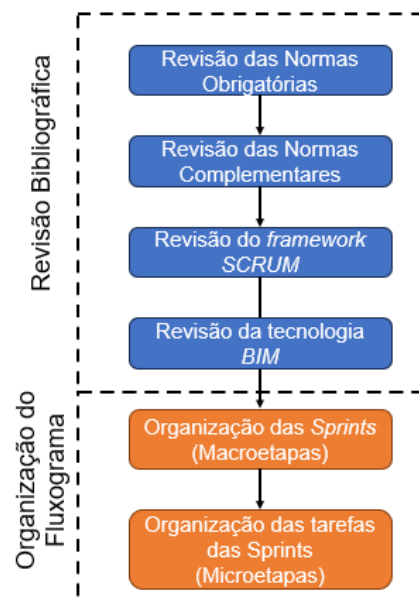 Revisão Bibliográfica
Revisão das Normas
Obrigatórias
Revisão das Normas
Complementares
Revisão do framework
SCRUM
Revisão da tecnologia
BIM
Organização do
Fluxograma
Organização das Sprints
(Macroetapas)
Organização das tarefas
das Sprints
(Microetapas)